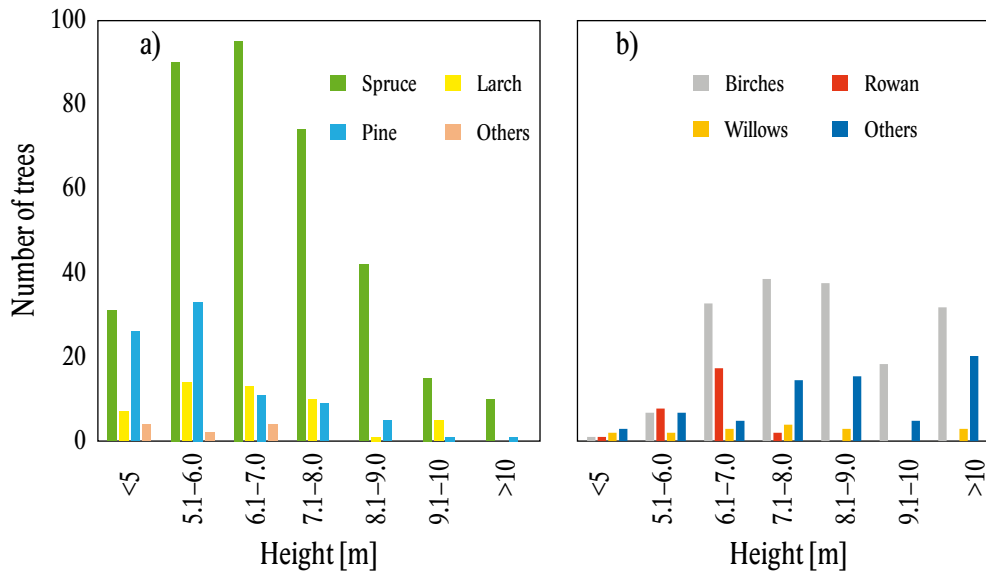 100
80
60
40
20
0
Number of trees
a)
Spruce
Larch
Pine
Others
<5
5.1–6.0
6.1–7.0
7.1–8.0
8.1–9.0
9.1–10
>10
Height [m]
b)
Birches
Rowan
Willows
Others
<5
5.1–6.0
6.1–7.0
7.1–8.0
8.1–9.0
9.1–10
>10
Height [m]